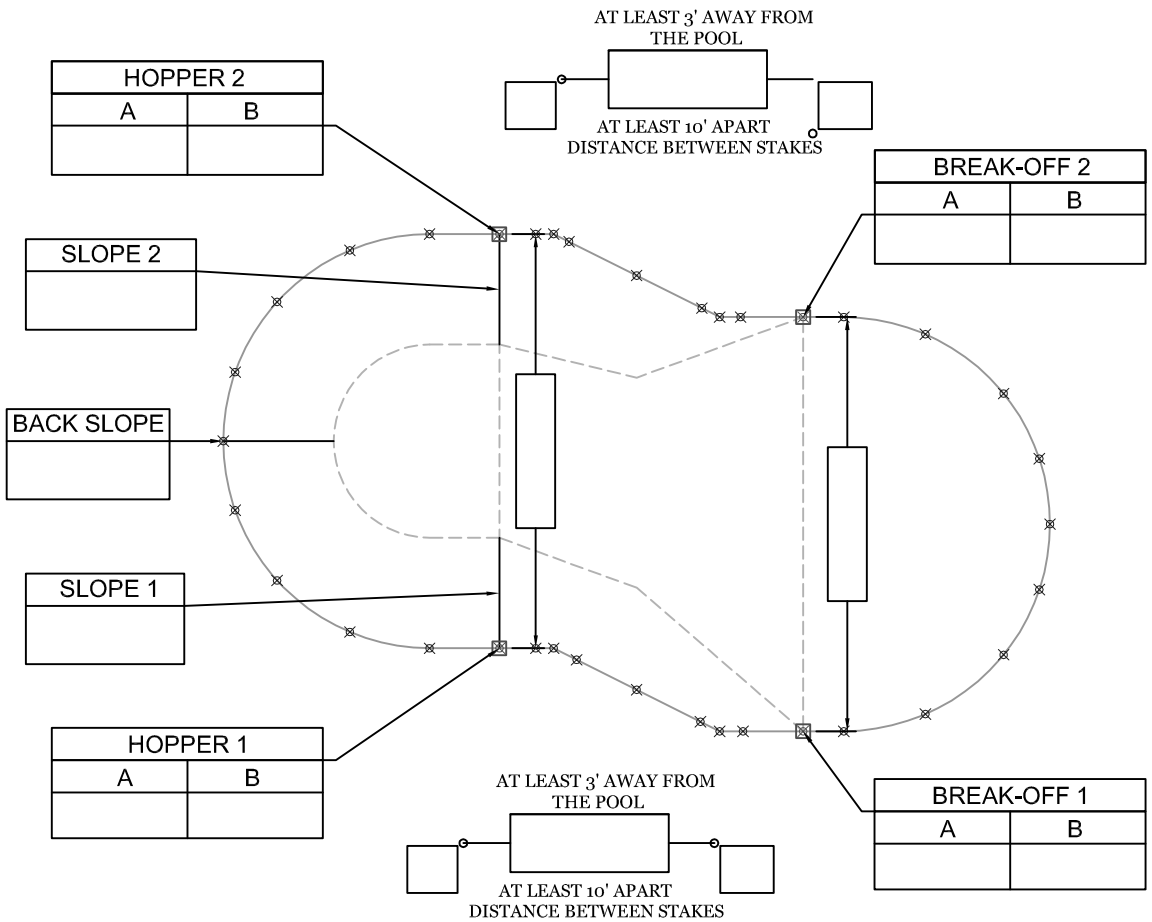 AT LEAST 3' AWAY FROM
THE POOL
HOPPER 2
A B
AT LEAST 10' APART
DISTANCE BETWEEN STAKES
BREAK-OFF 2
A B
SLOPE 2
BACK SLOPE
SLOPE 1
HOPPER 1
A B
AT LEAST 3' AWAY FROM
THE POOL
BREAK-OFF 1
A B
AT LEAST 10' APART
DISTANCE BETWEEN STAKES